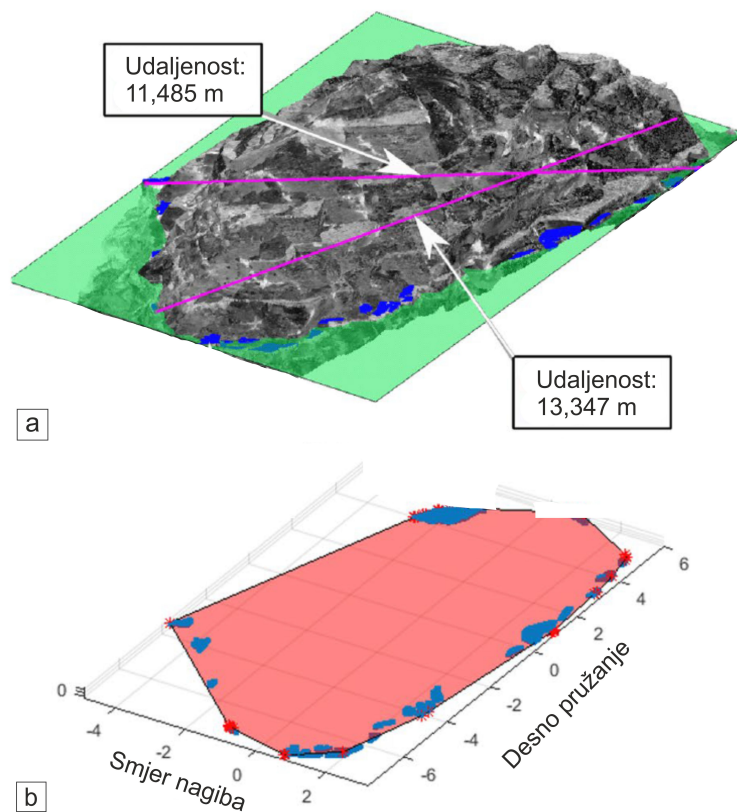 Udaljenost:
11,485 m
Udaljenost:
13,347 m
a
6
4
2
0
-2
-4
-6
Desno pružanje
0
-4
-2
0
2
Smjer nagiba
b